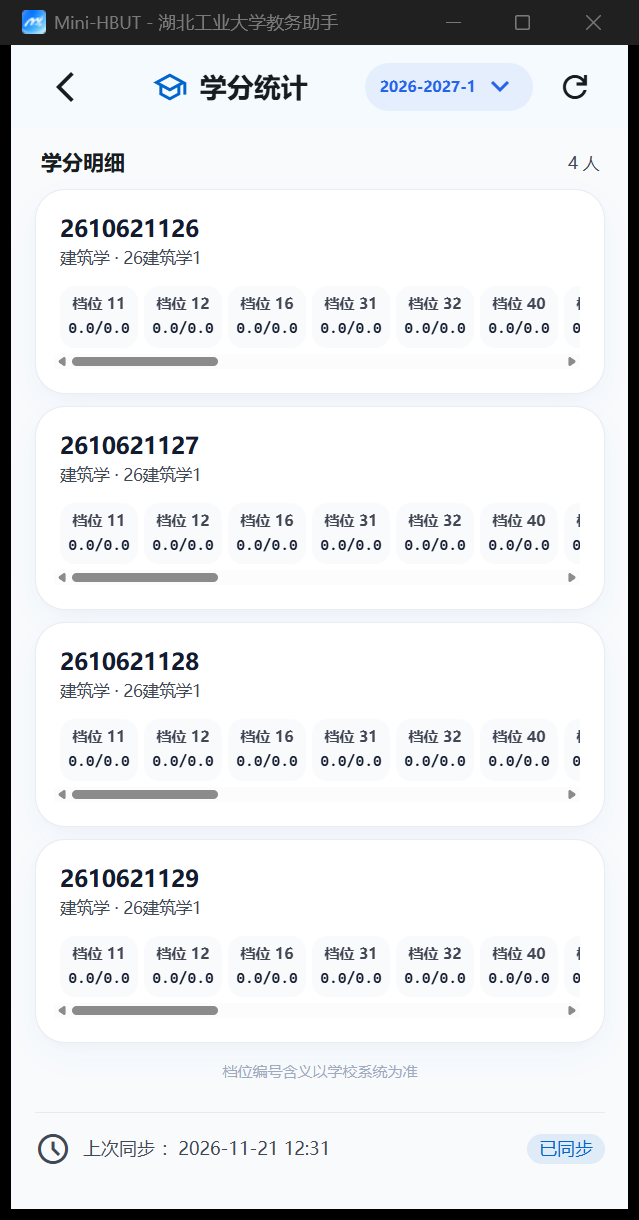 Mini-HBUT - 湖北工业大学教务助手
学分统计
2026-2027-1
学分明细
4 人
2610621126
建筑学 · 26建筑学1
档位 11 档位 12 档位 16 档位 31 档位 32 档位 40
0.0/0.0 0.0/0.0 0.0/0.0 0.0/0.0 0.0/0.0 0.0/0.0
2610621127
建筑学 · 26建筑学1
档位 11 档位 12 档位 16 档位 31 档位 32 档位 40
0.0/0.0 0.0/0.0 0.0/0.0 0.0/0.0 0.0/0.0 0.0/0.0
2610621128
建筑学 · 26建筑学1
档位 11 档位 12 档位 16 档位 31 档位 32 档位 40
0.0/0.0 0.0/0.0 0.0/0.0 0.0/0.0 0.0/0.0 0.0/0.0
2610621129
建筑学 · 26建筑学1
档位 11 档位 12 档位 16 档位 31 档位 32 档位 40
0.0/0.0 0.0/0.0 0.0/0.0 0.0/0.0 0.0/0.0 0.0/0.0
档位编号含义以学校系统为准
上次同步： 2026-11-21 12:31
已同步